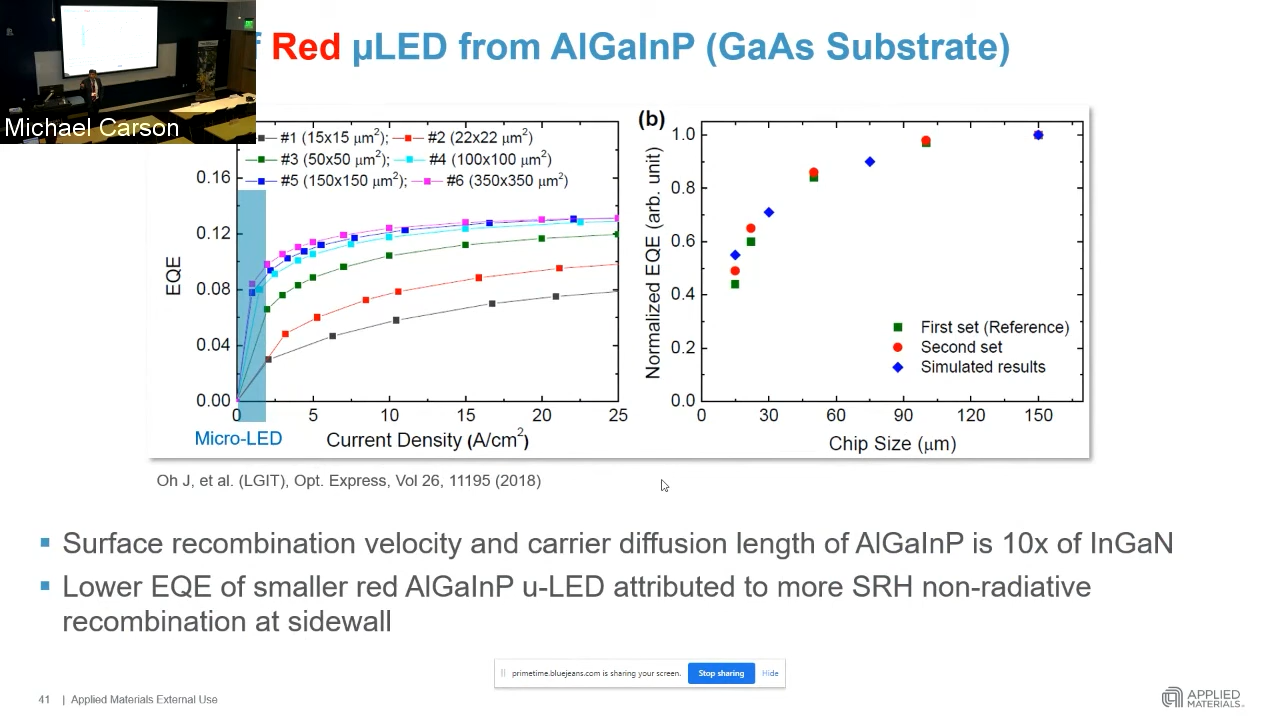 Red µLED from AlGaInP (GaAs Substrate)
Michael Carson
#1 (15x15 µm2); #2 (22x22 µm2)
#3 (50x50 µm2); #4 (100x100 µm2)
#5 (150x150 µm2); #6 (350x350 µm2)
0.16
0.12
0.08
0.04
0.00
EQE
0 5 10 15 20 25
Micro-LED
Current Density (A/cm2)
(b)
1.0
0.8
0.6
0.4
0.2
0.0
Normalized EQE (arb. unit)
First set (Reference)
Second set
Simulated results
0 30 60 90 120 150
Chip Size (µm)
Oh J, et al. (LGIT), Opt. Express, Vol 26, 11195 (2018)
▪ Surface recombination velocity and carrier diffusion length of AlGaInP is 10x of InGaN
▪ Lower EQE of smaller red AlGaInP u-LED attributed to more SRH non-radiative
recombination at sidewall
primetime.bluejeans.com is sharing your screen. Stop sharing Hide
41 | Applied Materials External Use
APPLIED
MATERIALS